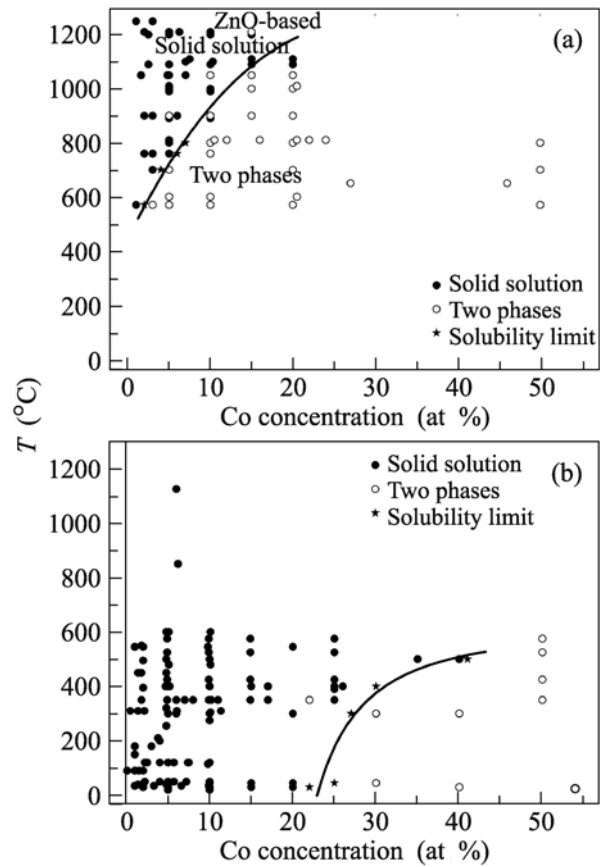 ZnO-based
(a)
Solid solution
Two phases
1200
1000
800
600
400
200
0
● Solid solution
○ Two phases
★ Solubility limit
0 10 20 30 40 50
Co concentration (at %)
T (°C)
(b)
● Solid solution
○ Two phases
★ Solubility limit
1200
1000
800
600
400
200
0
0 10 20 30 40 50
Co concentration (at %)